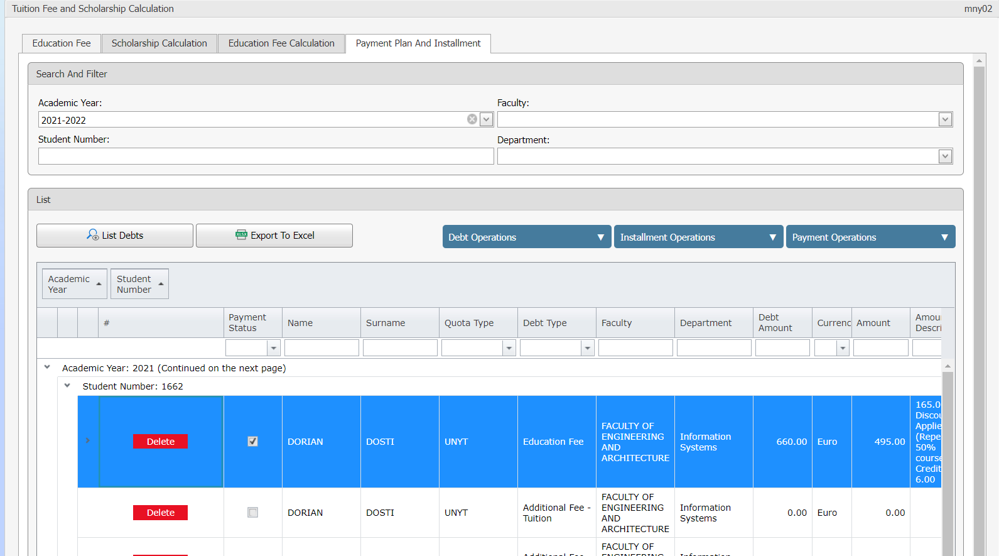 Tuition Fee and Scholarship Calculation
mny02
Education Fee
Scholarship Calculation
Education Fee Calculation
Payment Plan And Installment
Search And Filter
Academic Year:
Faculty:
2021-2022
Student Number:
Department:
List
List Debts
XLSX
Export To Excel
Debt Operations
Installment Operations
Payment Operations
Academic
Year
Student
Number
#
Payment
Status
Name
Surname
Quota Type
Debt Type
Faculty
Department
Debt
Amount
Currenc
Amount
Amou
Descri
Academic Year: 2021 (Continued on the next page)
Student Number: 1662
Delete
DORIAN
DOSTI
UNYT
Education Fee
FACULTY OF
ENGINEERING
AND
ARCHITECTURE
Information
Systems
660.00
Euro
495.00
165.0
Discou
Applie
(Repe
50%
course
Credit
6.00
Delete
DORIAN
DOSTI
UNYT
Additional Fee -
Tuition
FACULTY OF
ENGINEERING
AND
ARCHITECTURE
Information
Systems
0.00
Euro
0.00
Additional Fee
FACULTY OF
ENGINEERING
Information